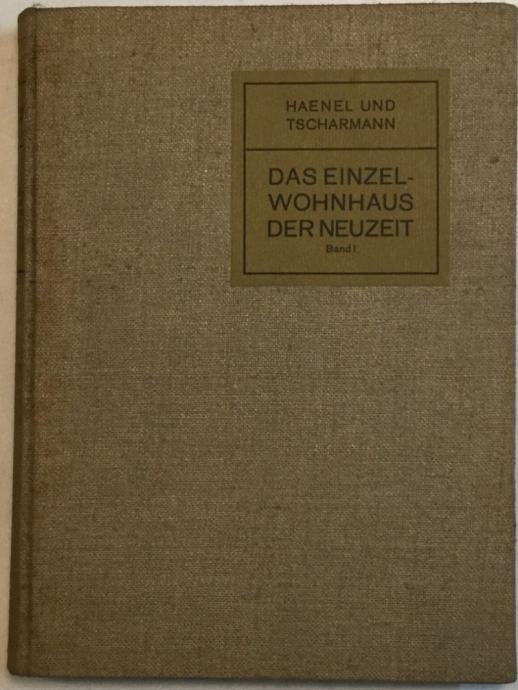 HAENEL UND
TSCHARMANN
DAS EINZEL-
WOHNHAUS
DER NEUZEIT
Band I